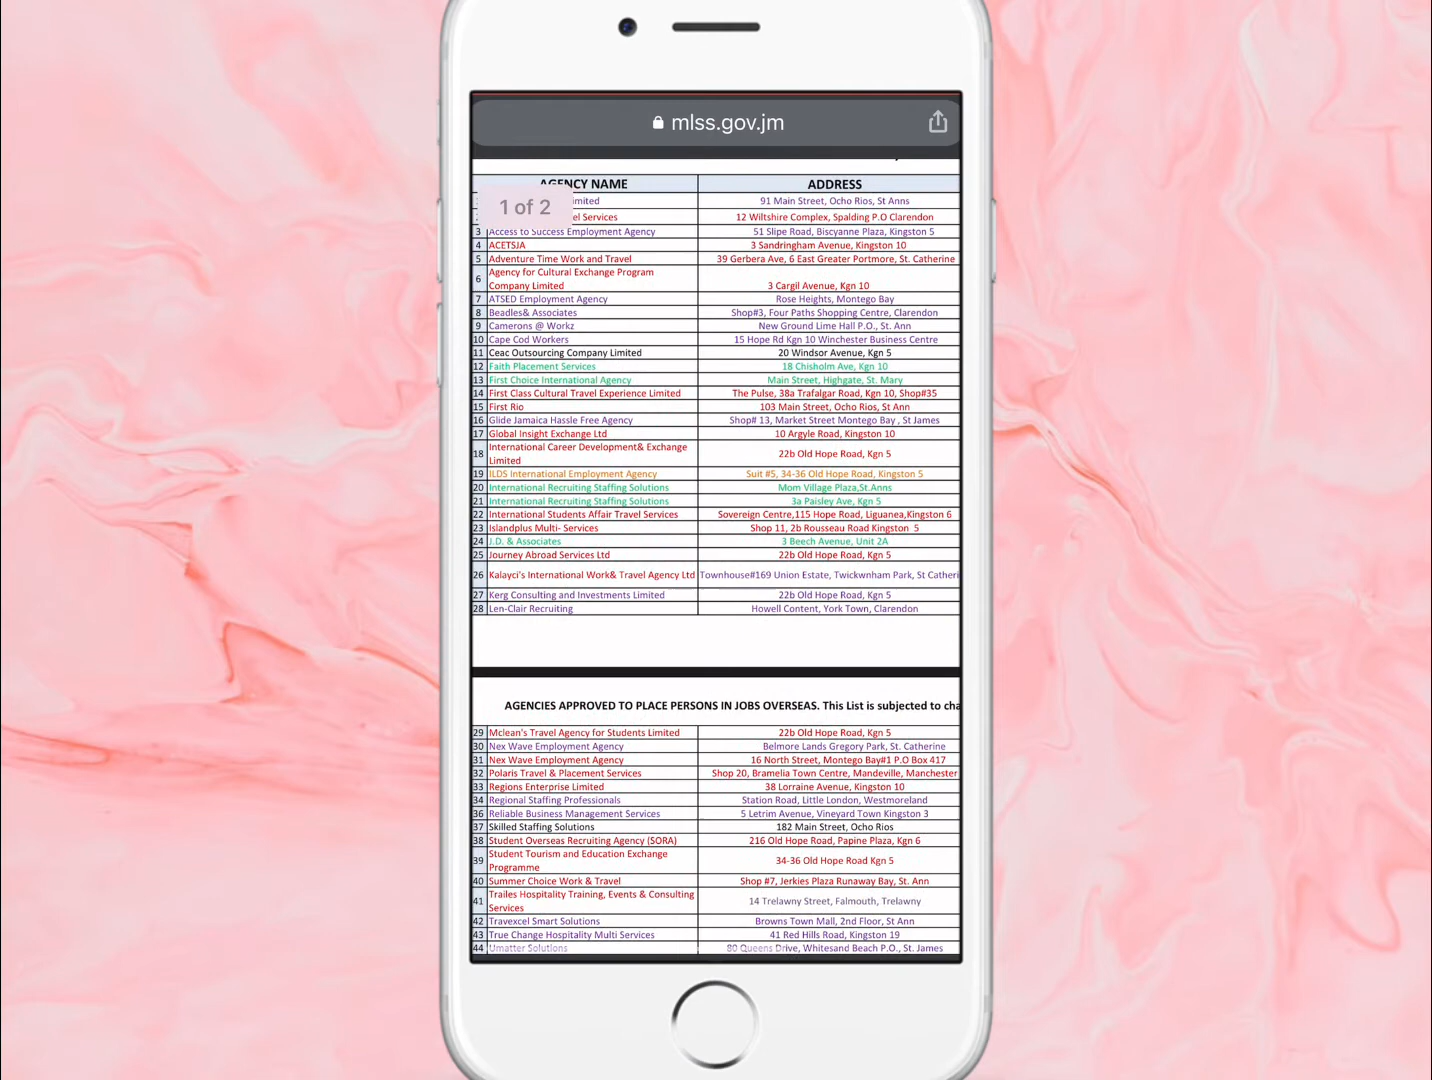 mlss.gov.jm
AGENCY NAME ADDRESS
1 of 2
imited 91 Main Street, Ocho Rios, St Anns
el Services 12 Wiltshire Complex, Spalding P.O Clarendon
3 Access to Success Employment Agency 51 Slipe Road, Biscyanne Plaza, Kingston 5
4 ACETSJA 3 Sandringham Avenue, Kingston 10
5 Adventure Time Work and Travel 39 Gerbera Ave, 6 East Greater Portmore, St. Catherine
6 Agency for Cultural Exchange Program
Company Limited 3 Cargil Avenue, Kgn 10
7 ATSED Employment Agency Rose Heights, Montego Bay
8 Beadles& Associates Shop#3, Four Paths Shopping Centre, Clarendon
9 Camerons @ Workz New Ground Lime Hall P.O., St. Ann
10 Cape Cod Workers 15 Hope Rd Kgn 10 Winchester Business Centre
11 Ceac Outsourcing Company Limited 20 Windsor Avenue, Kgn 5
12 Faith Placement Services 18 Chisholm Ave, Kgn 10
13 First Choice International Agency Main Street, Highgate, St. Mary
14 First Class Cultural Travel Experience Limited The Pulse, 38a Trafalgar Road, Kgn 10, Shop#35
15 First Rio 103 Main Street, Ocho Rios, St Ann
16 Glide Jamaica Hassle Free Agency Shop# 13, Market Street Montego Bay , St James
17 Global Insight Exchange Ltd 10 Argyle Road, Kingston 10
18 International Career Development& Exchange
Limited 22b Old Hope Road, Kgn 5
19 ILDS International Employment Agency Suit #5, 34-36 Old Hope Road, Kingston 5
20 International Recruiting Staffing Solutions Mom Village Plaza,St.Anns
21 International Recruiting Staffing Solutions 3a Paisley Ave, Kgn 5
22 International Students Affair Travel Services Sovereign Centre,115 Hope Road, Liguanea,Kingston 6
23 Islandplus Multi- Services Shop 11, 2b Rousseau Road Kingston 5
24 J.D. & Associates 3 Beech Avenue, Unit 2A
25 Journey Abroad Services Ltd 22b Old Hope Road, Kgn 5
26 Kalayci's International Work& Travel Agency Ltd Townhouse#169 Union Estate, Twickwnham Park, St Catheri
27 Kerg Consulting and Investments Limited 22b Old Hope Road, Kgn 5
28 Len-Clair Recruiting Howell Content, York Town, Clarendon
AGENCIES APPROVED TO PLACE PERSONS IN JOBS OVERSEAS. This List is subjected to cha
29 Mclean's Travel Agency for Students Limited 22b Old Hope Road, Kgn 5
30 Nex Wave Employment Agency Belmore Lands Gregory Park, St. Catherine
31 Nex Wave Employment Agency 16 North Street, Montego Bay#1 P.O Box 417
32 Polaris Travel & Placement Services Shop 20, Bramelia Town Centre, Mandeville, Manchester
33 Regions Enterprise Limited 38 Lorraine Avenue, Kingston 10
34 Regional Staffing Professionals Station Road, Little London, Westmoreland
36 Reliable Business Management Services 5 Letrim Avenue, Vineyard Town Kingston 3
37 Skilled Staffing Solutions 182 Main Street, Ocho Rios
38 Student Overseas Recruiting Agency (SORA) 216 Old Hope Road, Papine Plaza, Kgn 6
39 Student Tourism and Education Exchange
Programme 34-36 Old Hope Road Kgn 5
40 Summer Choice Work & Travel Shop #7, Jerkies Plaza Runaway Bay, St. Ann
41 Trailes Hospitality Training, Events & Consulting
Services 14 Trelawny Street, Falmouth, Trelawny
42 Travexcel Smart Solutions Browns Town Mall, 2nd Floor, St Ann
43 True Change Hospitality Multi Services 41 Red Hills Road, Kingston 19
44 Umatter Solutions 80 Queens Drive, Whitesand Beach P.O., St. James